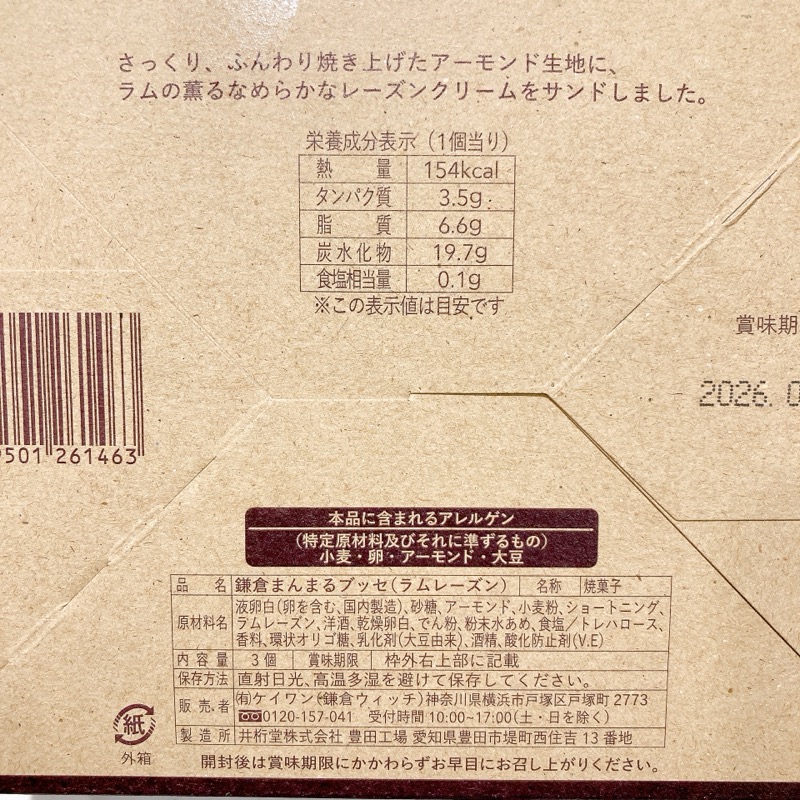 さっくり、ふんわり焼き上げたアーモンド生地に、
ラムの薫るなめらかなレーズンクリームをサンドしました。
栄養成分表示（1個当り）
熱量 154kcal
タンパク質 3.5g
脂質 6.6g
炭水化物 19.7g
食塩相当量 0.1g
※この表示値は目安です
賞味期
2026. 0
501 261463
本品に含まれるアレルゲン
（特定原材料及びそれに準ずるもの）
小麦・卵・アーモンド・大豆
品名 鎌倉まんまるブッセ（ラムレーズン） 名称 焼菓子
原材料名 液卵白（卵を含む、国内製造）、砂糖、アーモンド、小麦粉、ショートニング、
ラムレーズン、洋酒、乾燥卵白、でん粉、粉末水あめ、食塩／トレハロース、
香料、環状オリゴ糖、乳化剤（大豆由来）、酒精、酸化防止剤（V.E）
内容量 3個 賞味期限 枠外右上部に記載
保存方法 直射日光、高温多湿を避けて保存してください。
販売者 ㈲ケイワン（鎌倉ウィッチ）神奈川県横浜市戸塚区戸塚町 2773
0120-157-041 受付時間 10:00~17:00（土・日を除く）
製造所 井桁堂株式会社 豊田工場 愛知県豊田市堤町西住吉 13 番地
紙
外箱
開封後は賞味期限にかかわらずお早目にお召し上がりください。